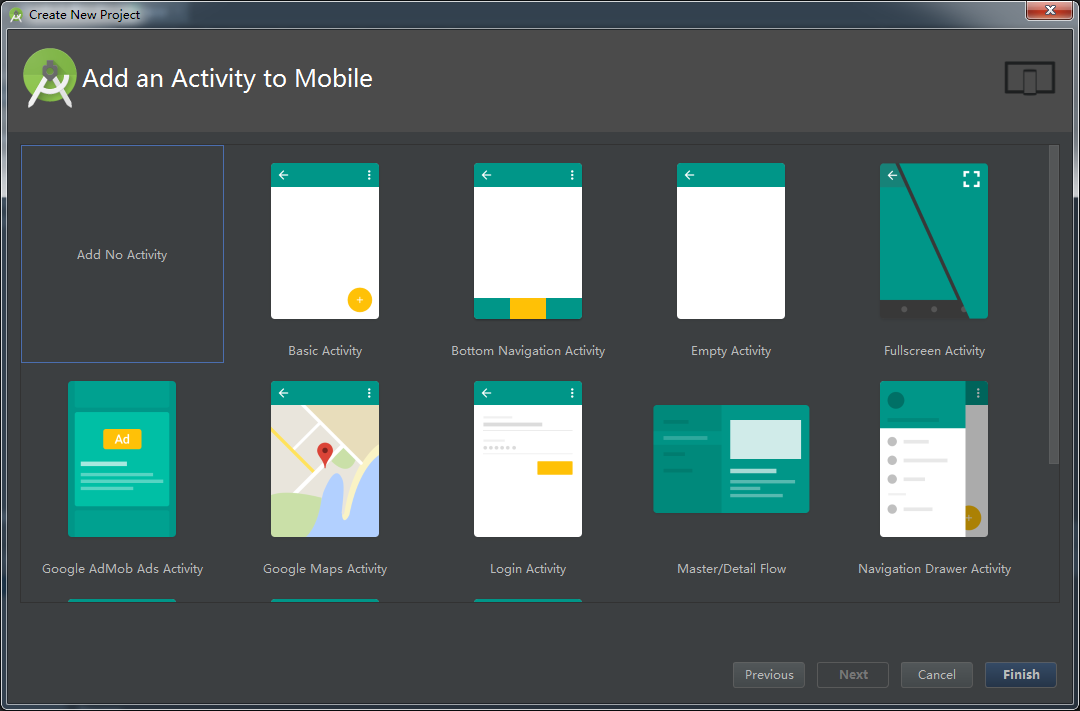 Create New Project
Add an Activity to Mobile
Add No Activity
Basic Activity
Bottom Navigation Activity
Empty Activity
Fullscreen Activity
Ad
Google AdMob Ads Activity
Google Maps Activity
Login Activity
Master/Detail Flow
Navigation Drawer Activity
Previous
Next
Cancel
Finish